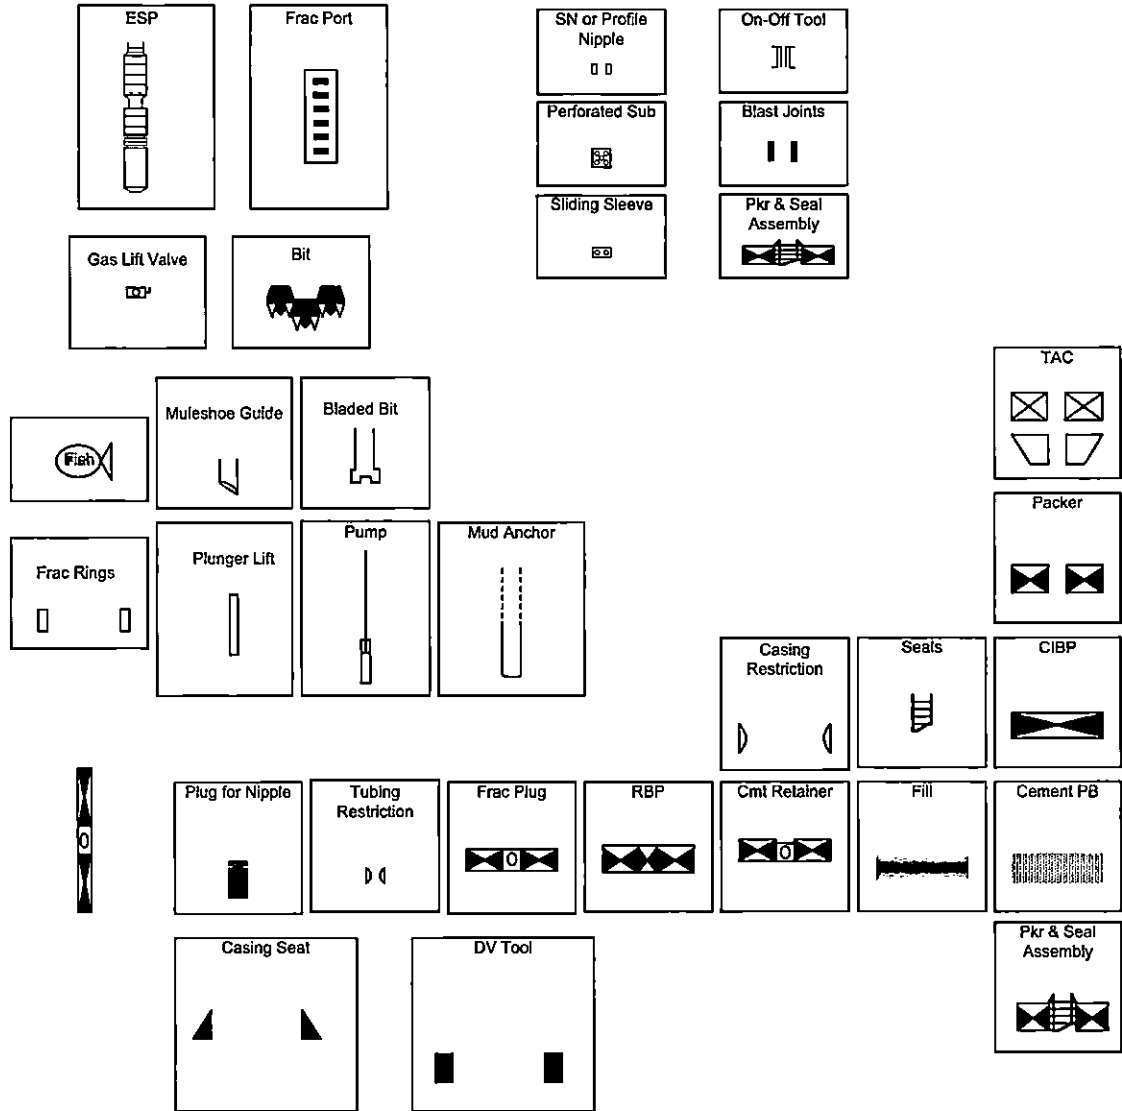 ESP
Frac Port
SN or Profile
Nipple
On-Off Tool
Perforated Sub
Blast Joints
Sliding Sleeve
Pkr & Seal
Assembly
Gas Lift Valve
Bit
TAC
Muleshoe Guide
Bladed Bit
Fish
Packer
Frac Rings
Plunger Lift
Pump
Mud Anchor
Casing
Restriction
Seals
CIBP
Plug for Nipple
Tubing
Restriction
Frac Plug
RBP
Cmt Retainer
Fill
Cement PB
0
0
0
Casing Seat
DV Tool
Pkr & Seal
Assembly